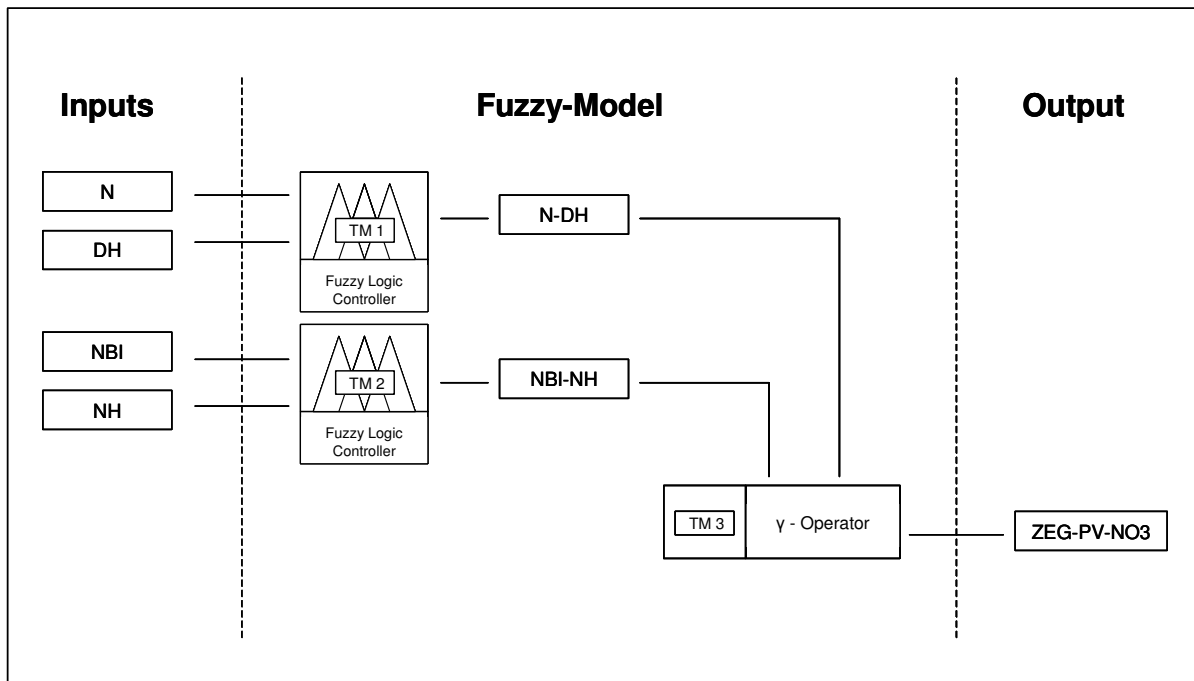 Inputs
Fuzzy-Model
Output
N
DH
TM 1
Fuzzy Logic
Controller
N-DH
NBI
NH
TM 2
Fuzzy Logic
Controller
NBI-NH
TM 3
γ - Operator
ZEG-PV-NO3